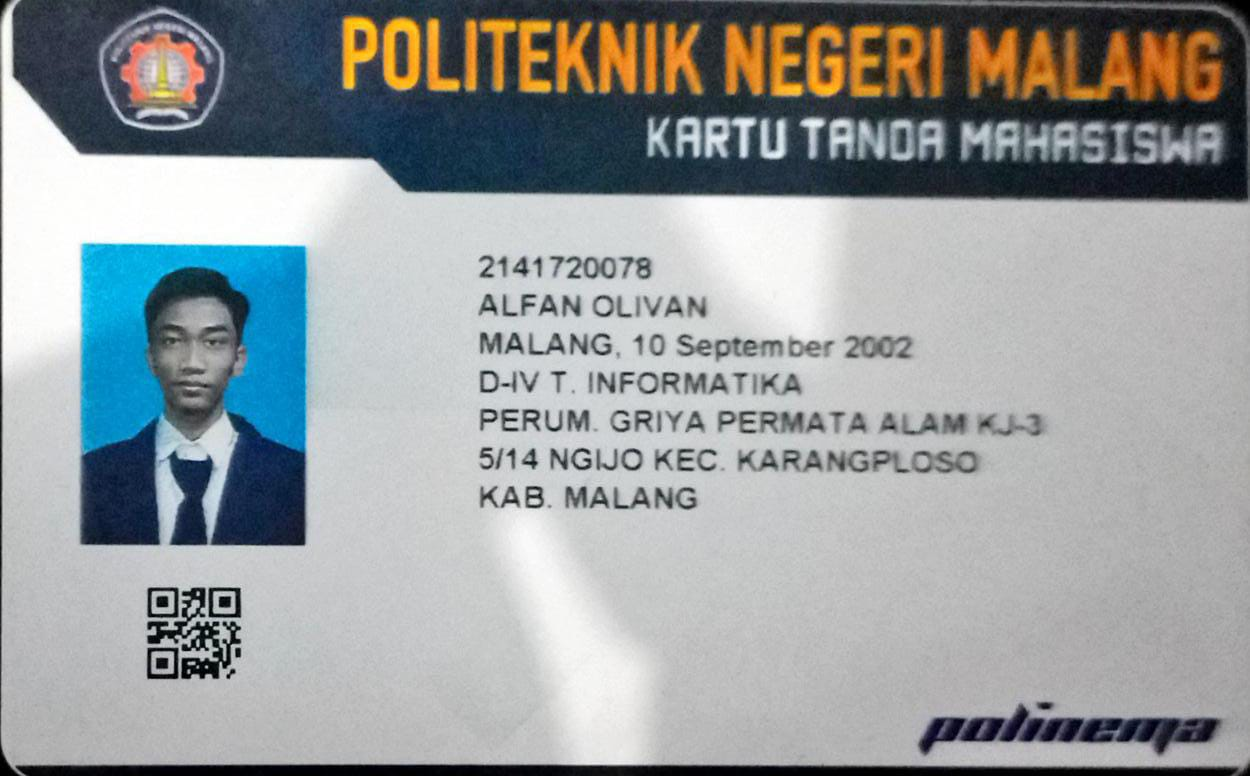 POLITEKNIK NEGERI MALANG
KARTU TANDA MAHASISWA
2141720078
ALFAN OLIVAN
MALANG, 10 September 2002
D-IV T. INFORMATIKA
PERUM. GRIYA PERMATA ALAM KJ-3
5/14 NGIJO KEC. KARANGPLOSO
KAB. MALANG
polinema